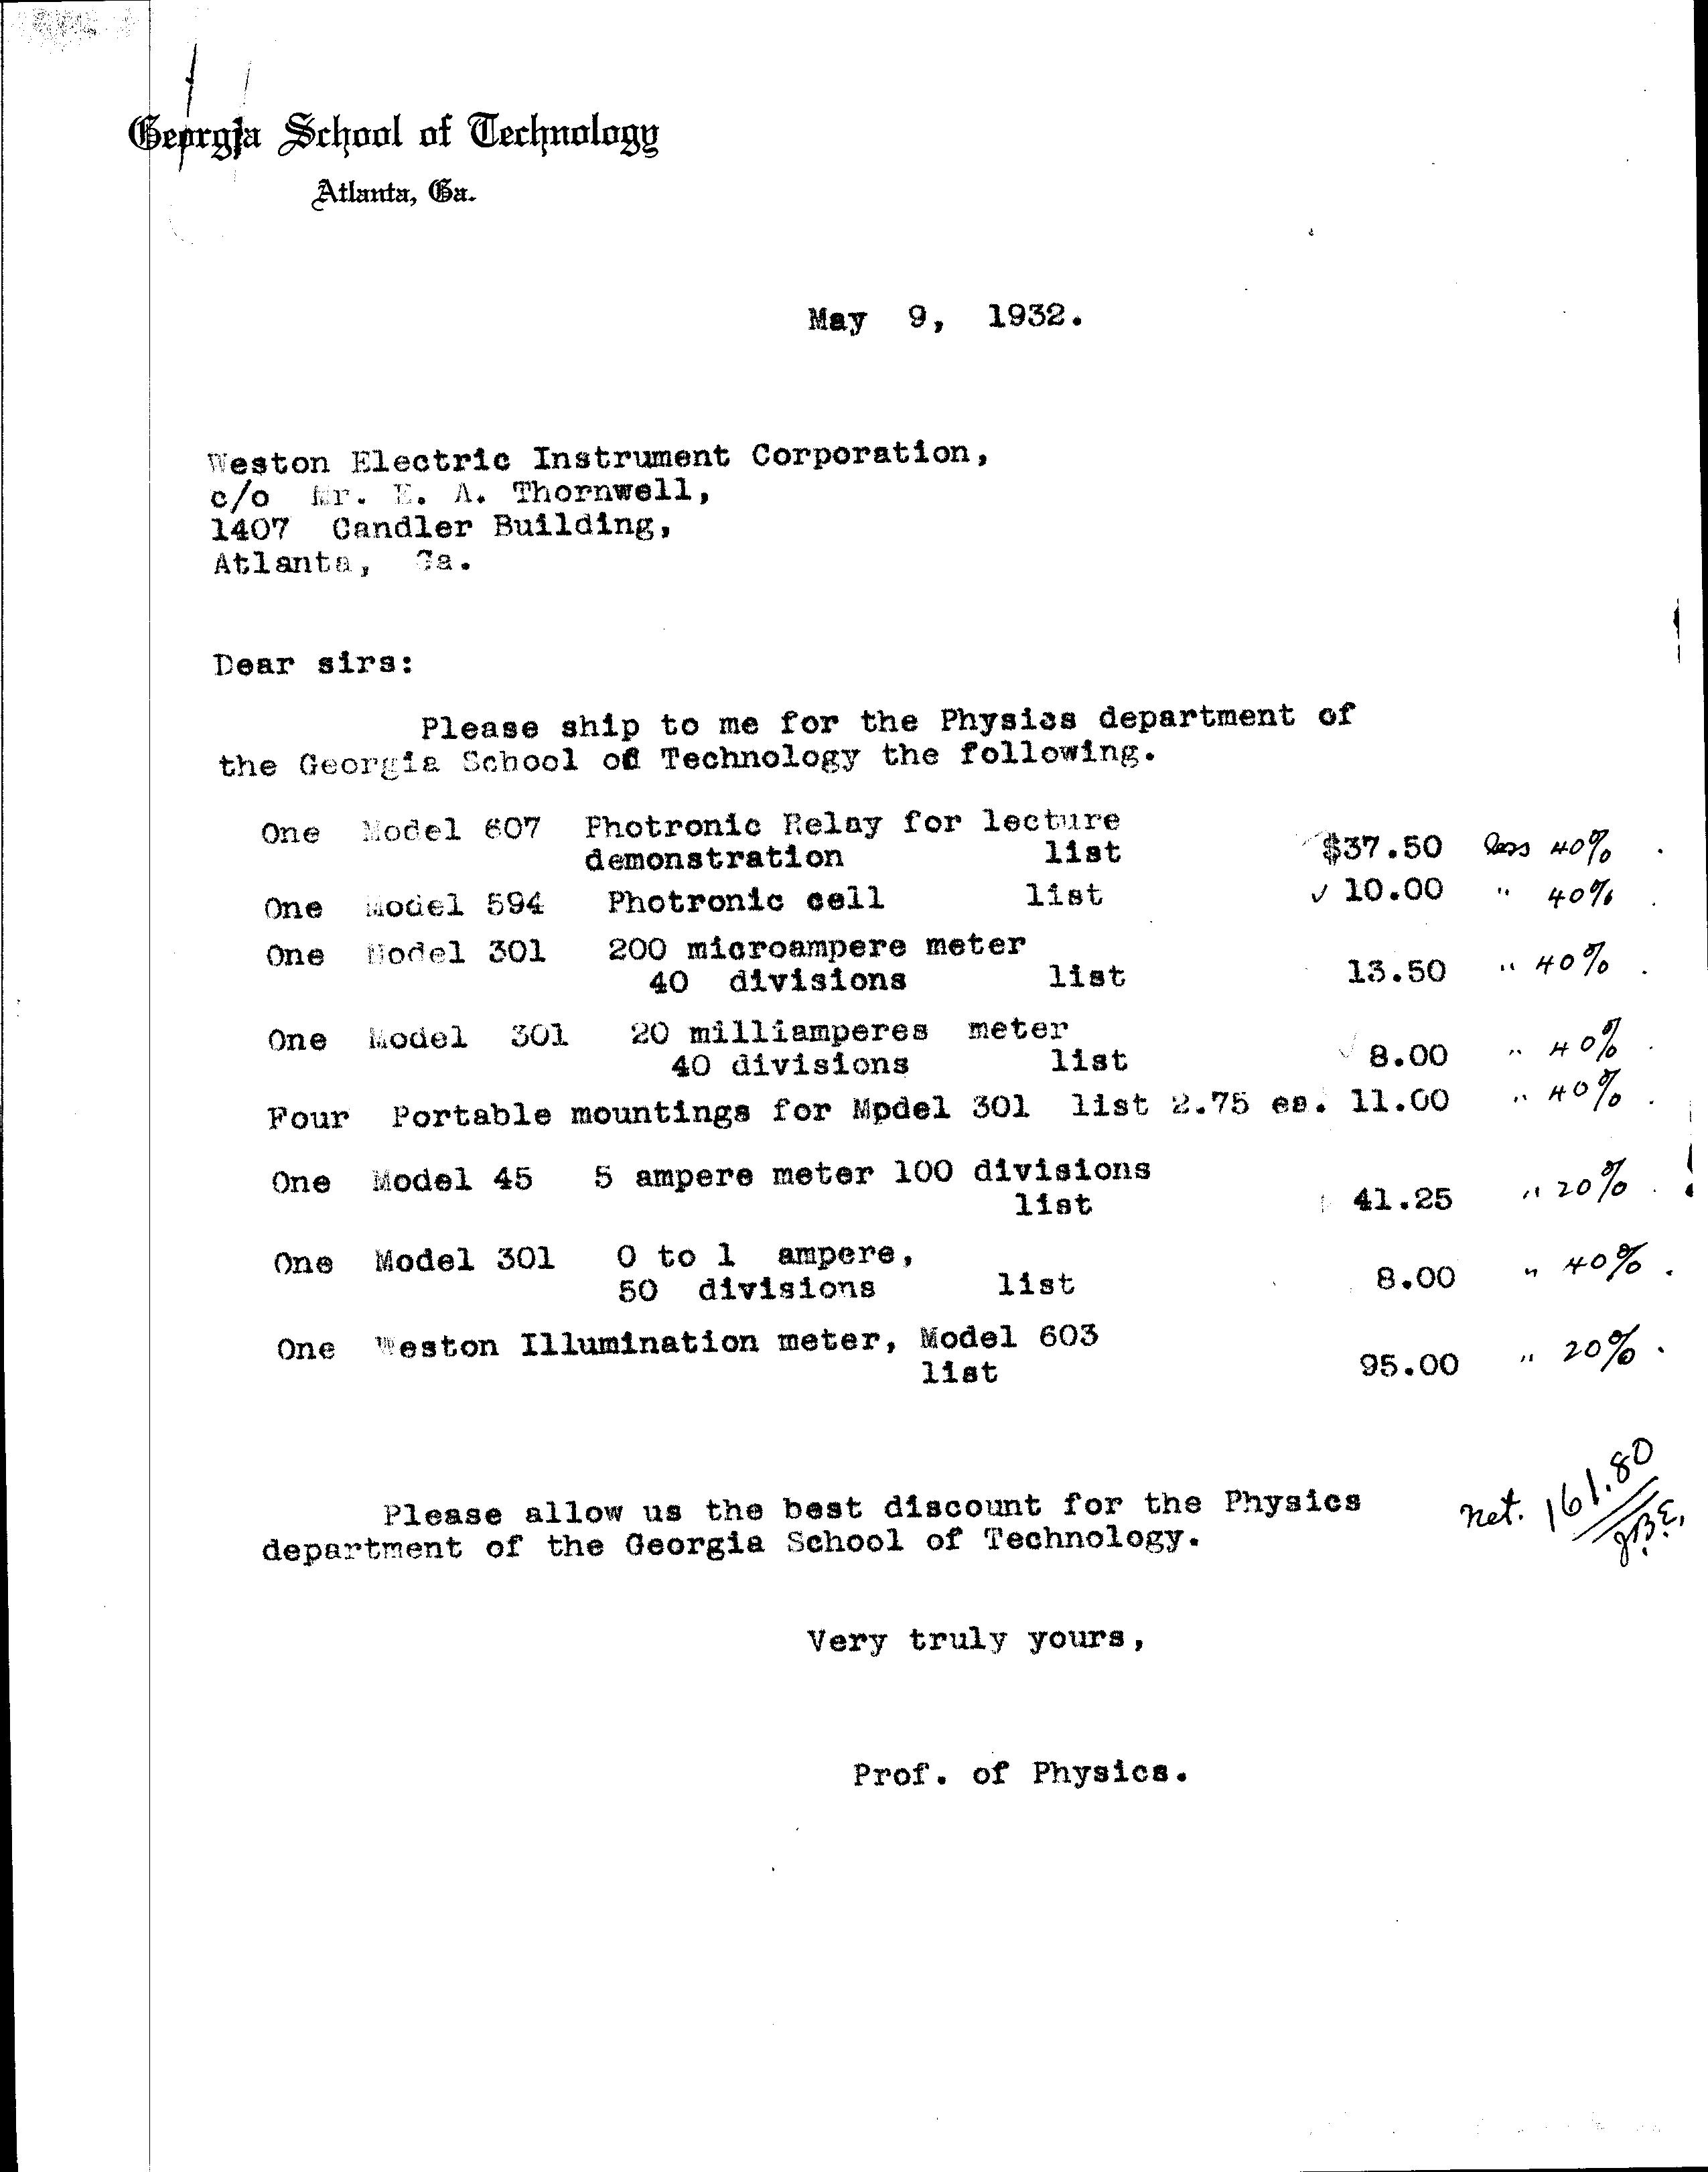 Georgia School of Technology
Atlanta, Ga.
May 9, 1932.
Weston Electric Instrument Corporation,
c/o Mr. E. A. Thornwell,
1407 Candler Building,
Atlanta, Ga.
Dear sirs:
Please ship to me for the Physics department of
the Georgia School of Technology the following.
One Model 607 Photronic Relay for lecture
demonstration list $37.50 less 40%
One Model 594 Photronic cell list ✓ 10.00 " 40%
One Model 301 200 microampere meter
40 divisions list 13.50 " 40%
One Model 301 20 milliamperes meter
40 divisions list ✓ 8.00 " 40%
Four Portable mountings for Mpdel 301 list 2.75 ea. 11.00 " 40%
One Model 45 5 ampere meter 100 divisions
list 41.25 " 20%
One Model 301 0 to 1 ampere,
50 divisions list 8.00 " 40%
One Weston Illumination meter, Model 603
list 95.00 " 20%
Please allow us the best discount for the Physics
department of the Georgia School of Technology.
net. 161.80
J.B.E.
Very truly yours,
Prof. of Physics.